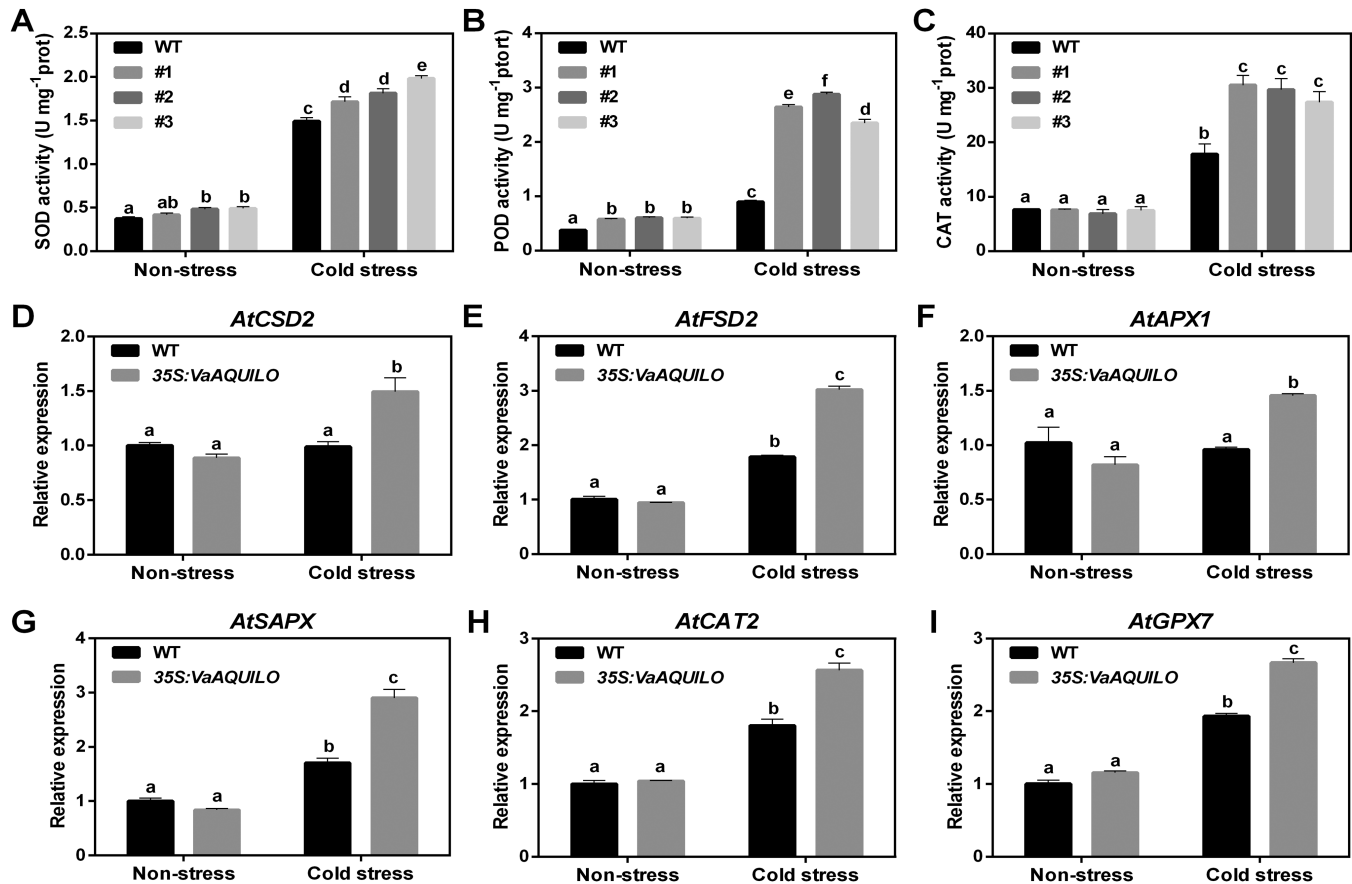 A
SOD activity (U mg-1prot)
2.5
2.0
1.5
1.0
0.5
0.0
WT
#1
#2
#3
a ab b b
c d d e
Non-stress Cold stress
B
POD activity (U mg-1ptort)
4
3
2
1
0
WT
#1
#2
#3
a b b b
c e f d
Non-stress Cold stress
C
CAT activity (U mg-1prot)
40
30
20
10
0
WT
#1
#2
#3
a a a a
b c c c
Non-stress Cold stress
D AtCSD2
Relative expression
2.0
1.5
1.0
0.5
0.0
WT
35S:VaAQUILO
a a a b
Non-stress Cold stress
E AtFSD2
Relative expression
4
3
2
1
0
WT
35S:VaAQUILO
a a b c
Non-stress Cold stress
F AtAPX1
Relative expression
2.0
1.5
1.0
0.5
0.0
WT
35S:VaAQUILO
a a a b
Non-stress Cold stress
G AtSAPX
Relative expression
4
3
2
1
0
WT
35S:VaAQUILO
a a b c
Non-stress Cold stress
H AtCAT2
Relative expression
3
2
1
0
WT
35S:VaAQUILO
a a b c
Non-stress Cold stress
I AtGPX7
Relative expression
3
2
1
0
WT
35S:VaAQUILO
a a b c
Non-stress Cold stress